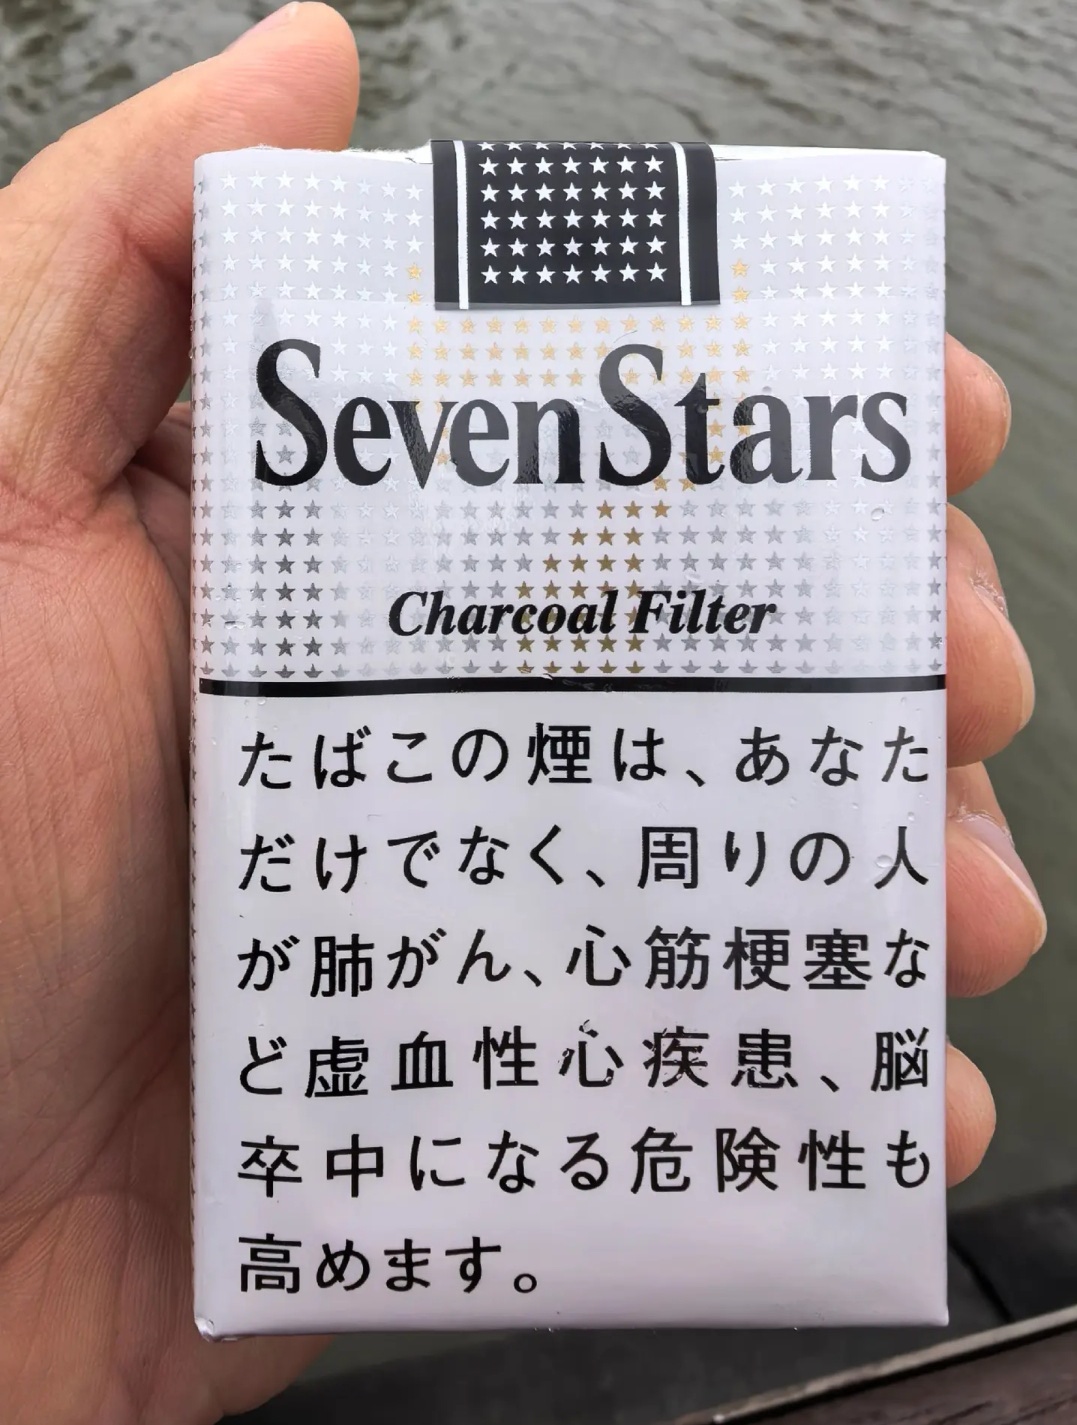 SevenStars
Charcoal Filter
たばこの煙は、あなた
だけでなく、周りの人
が肺がん、心筋梗塞な
ど虚血性心疾患、脳
卒中になる危険性も
高めます。